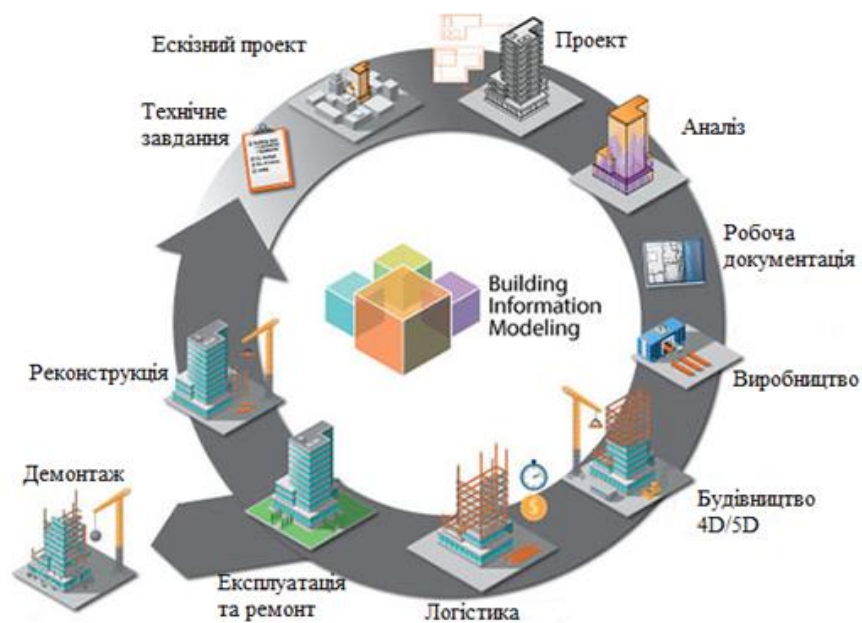 Ескізний проект
Проект
Технічне
завдання
Аналіз
Робоча
документація
Building
Information
Modeling
Реконструкція
Виробництво
Демонтаж
Будівництво
4D/5D
Експлуатація
та ремонт
Логістика
$